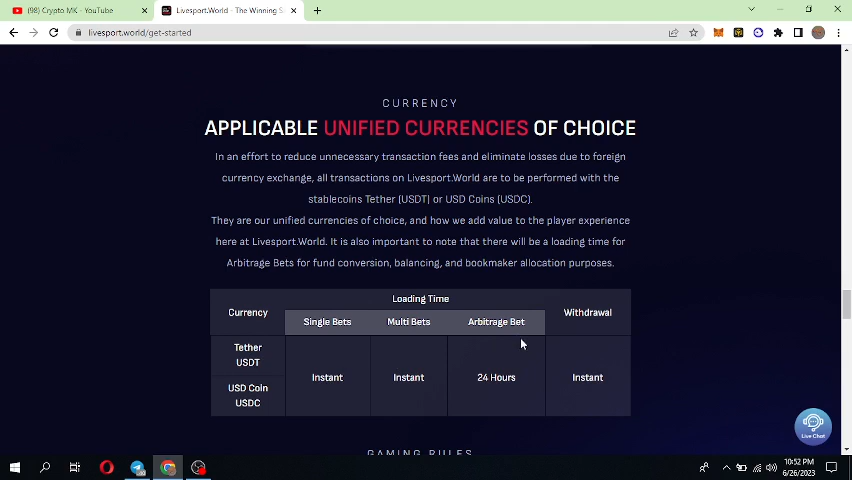 (98) Crypto MK - YouTube
Livesport.World - The Winning S
livesport.world/get-started
CURRENCY
APPLICABLE UNIFIED CURRENCIES OF CHOICE
In an effort to reduce unnecessary transaction fees and eliminate losses due to foreign
currency exchange, all transactions on Livesport.World are to be performed with the
stablecoins Tether (USDT) or USD Coins (USDC).
They are our unified currencies of choice, and how we add value to the player experience
here at Livesport.World. It is also important to note that there will be a loading time for
Arbitrage Bets for fund conversion, balancing, and bookmaker allocation purposes.
Currency
Loading Time
Withdrawal
Single Bets
Multi Bets
Arbitrage Bet
Tether
USDT
Instant
Instant
24 Hours
Instant
USD Coin
USDC
Live Chat
GAMING RULES
10:52 PM
6/26/2023